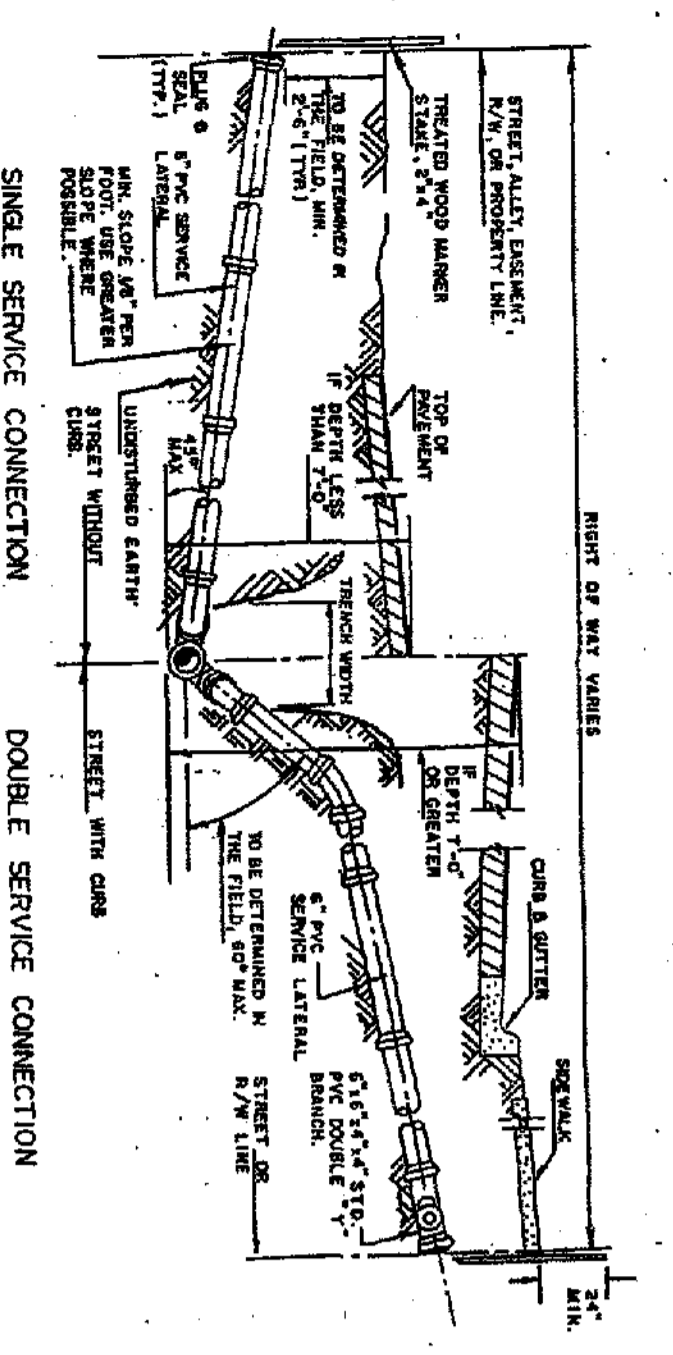 RIGHT OF WAY VARIES
STREET, ALLEY, EASEMENT,
R/W, OR PROPERTY LINE.
TREATED WOOD MARKER
STAKE, 2"x4"
TO BE DETERMINED IN
THE FIELD, MIN.
2'-6" (TYP.)
TOP OF
PAVEMENT
IF
DEPTH LESS
THAN 7'-0"
TRENCH WIDTH
IF
DEPTH 7'-0"
OR GREATER
CURB & GUTTER
SIDEWALK
24"
MIN.
PLUG &
SEAL
(TYP.)
PVC SERVICE
LATERAL
MIN. SLOPE 1/8" PER
FOOT. USE GREATER
SLOPE WHERE
POSSIBLE.
45°
MAX
UNDISTURBED EARTH
STREET WITHOUT
CURB.
STREET WITH CURB
TO BE DETERMINED IN
THE FIELD, MAX.
6" PVC
SERVICE LATERAL
6"x6"x4"x4" STD.
PVC DOUBLE "Y"
BRANCH.
STREET OR
R/W LINE
SINGLE SERVICE CONNECTION
DOUBLE SERVICE CONNECTION